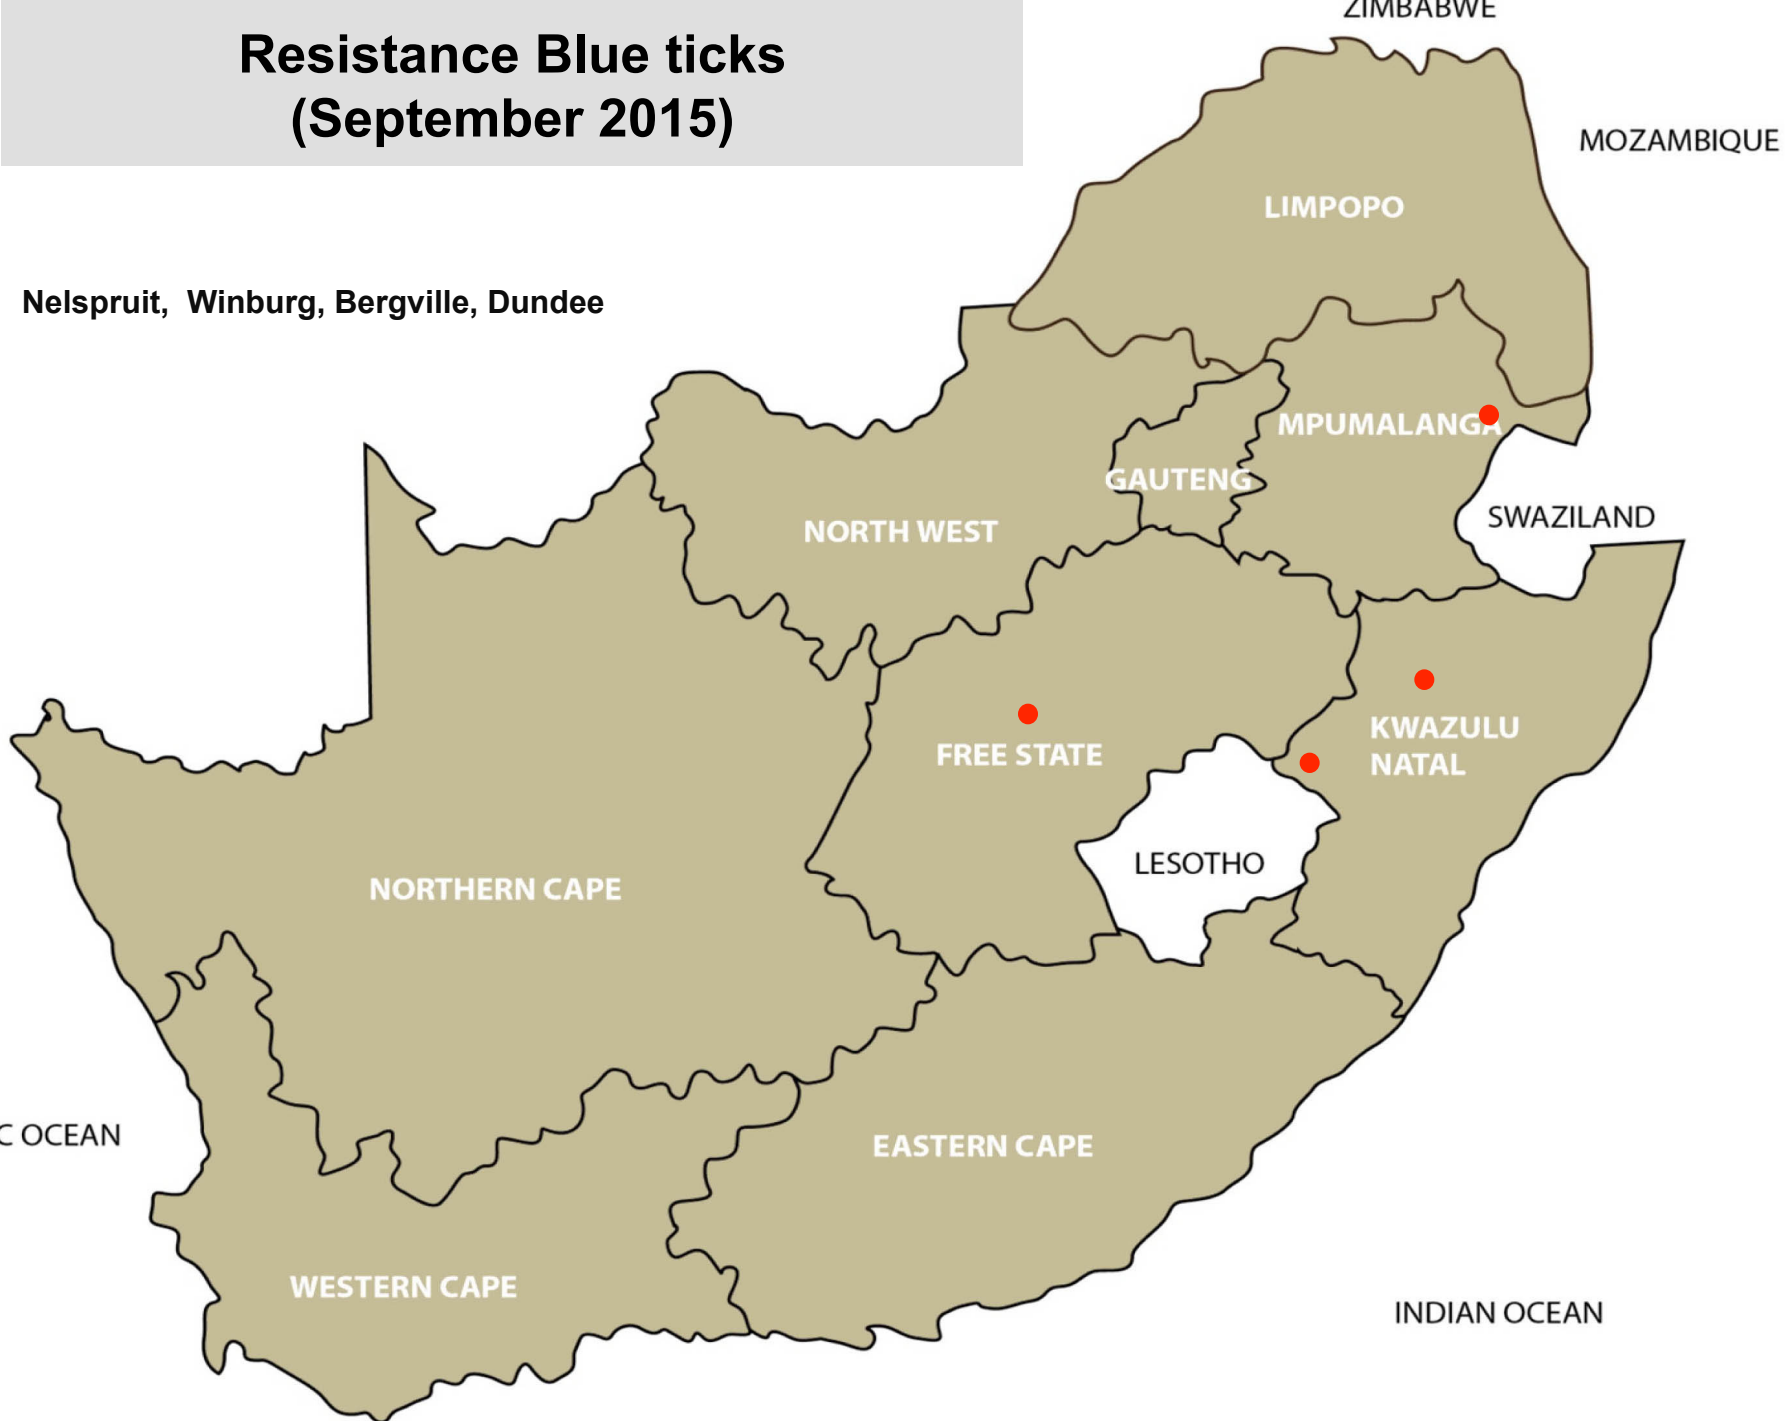 ZIMBABWE
Resistance Blue ticks
(September 2015)
MOZAMBIQUE
LIMPOPO
Nelspruit,  Winburg, Bergville, Dundee
MPUMALANGA
GAUTENG
SWAZILAND
NORTH WEST
KWAZULU
NATAL
FREE STATE
LESOTHO
NORTHERN CAPE
C OCEAN
EASTERN CAPE
WESTERN CAPE
INDIAN OCEAN